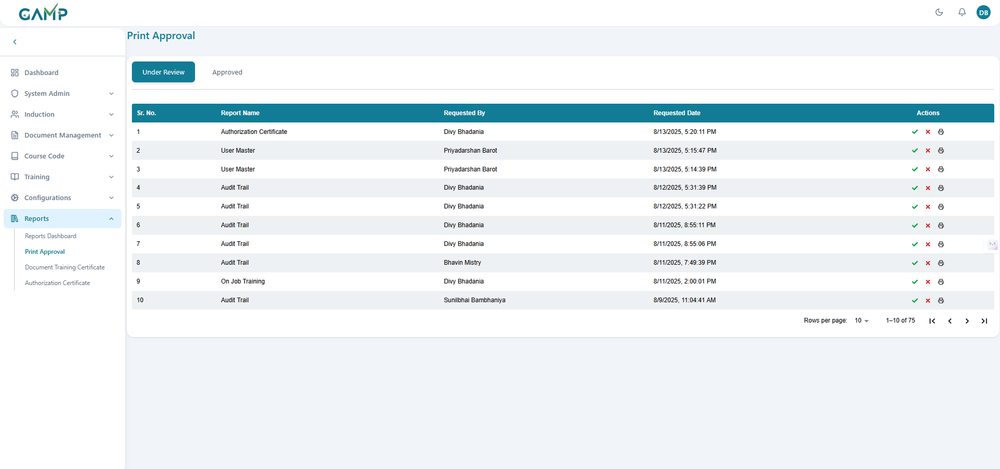 GAMP
DB
Print Approval
Under Review
Approved
Dashboard
System Admin
Induction
Document Management
Course Code
Training
Configurations
Reports
Reports Dashboard
Print Approval
Document Training Certificate
Authorization Certificate
Sr. No. Report Name Requested By Requested Date Actions
1 Authorization Certificate Divy Bhadania 8/13/2025, 5:20:11 PM
2 User Master Priyadarshan Barot 8/13/2025, 5:15:47 PM
3 User Master Priyadarshan Barot 8/13/2025, 5:14:39 PM
4 Audit Trail Divy Bhadania 8/12/2025, 5:31:39 PM
5 Audit Trail Divy Bhadania 8/12/2025, 5:31:22 PM
6 Audit Trail Divy Bhadania 8/11/2025, 8:55:11 PM
7 Audit Trail Divy Bhadania 8/11/2025, 8:55:06 PM
8 Audit Trail Bhavin Mistry 8/11/2025, 7:49:39 PM
9 On Job Training Divy Bhadania 8/11/2025, 2:00:01 PM
10 Audit Trail Sunilbhai Bambhaniya 8/9/2025, 11:04:41 AM
Rows per page: 10 1–10 of 75